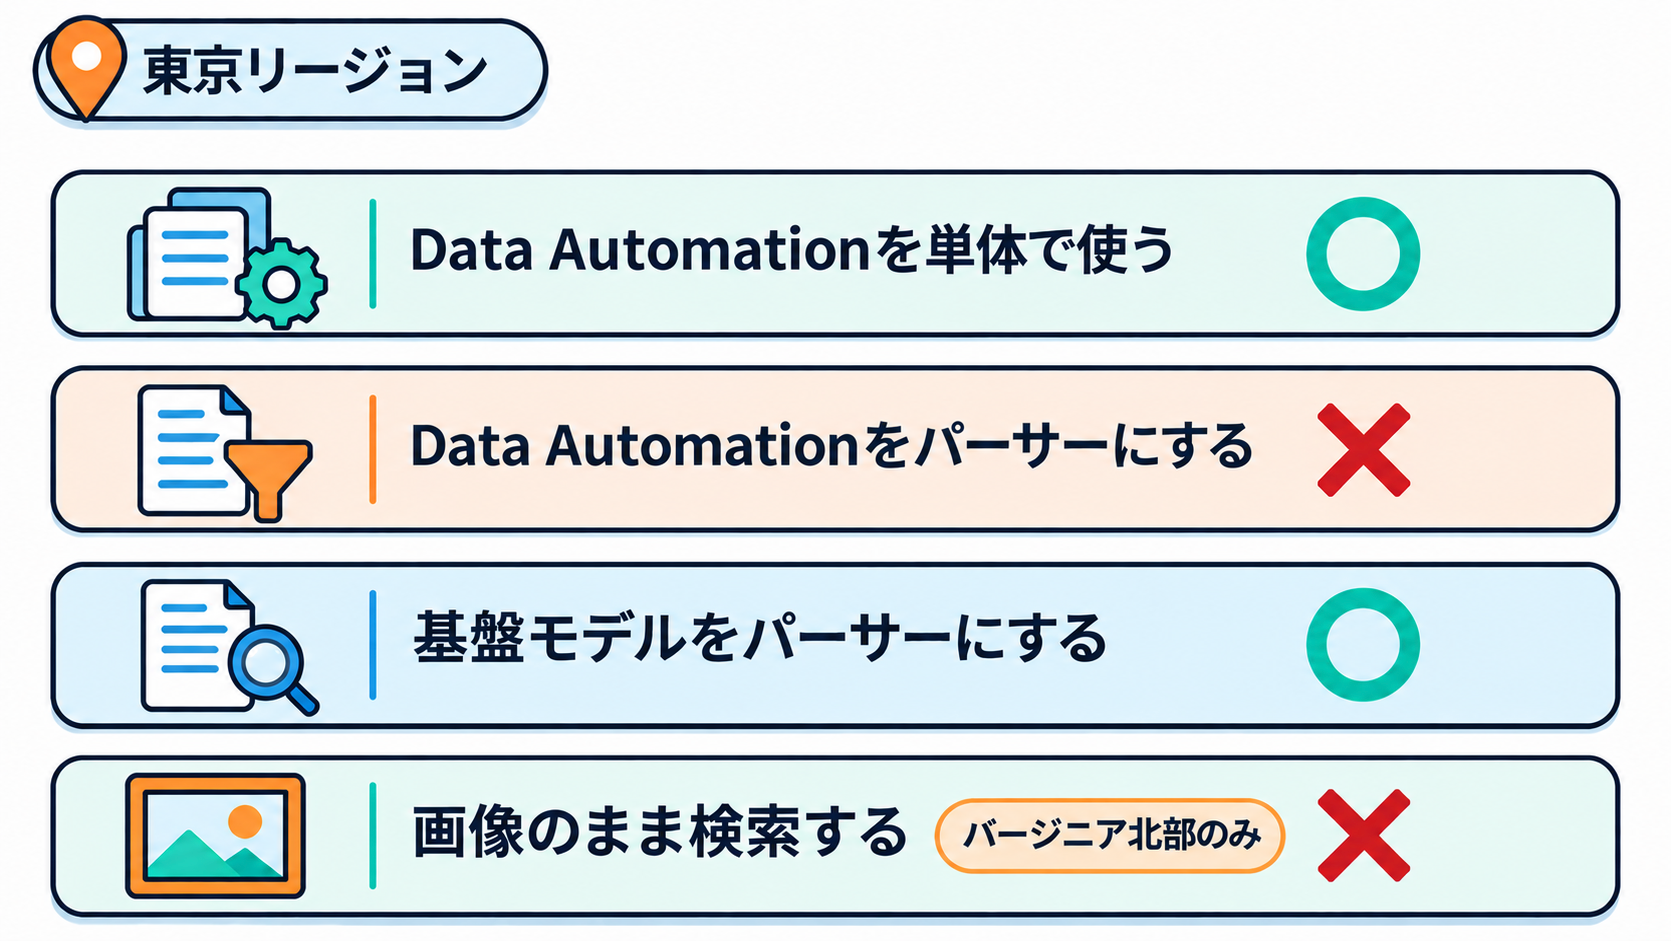 東京リージョン
Data Automationを単体で使う
Data Automationをパーサーにする
基盤モデルをパーサーにする
画像のまま検索する
バージニア北部のみ